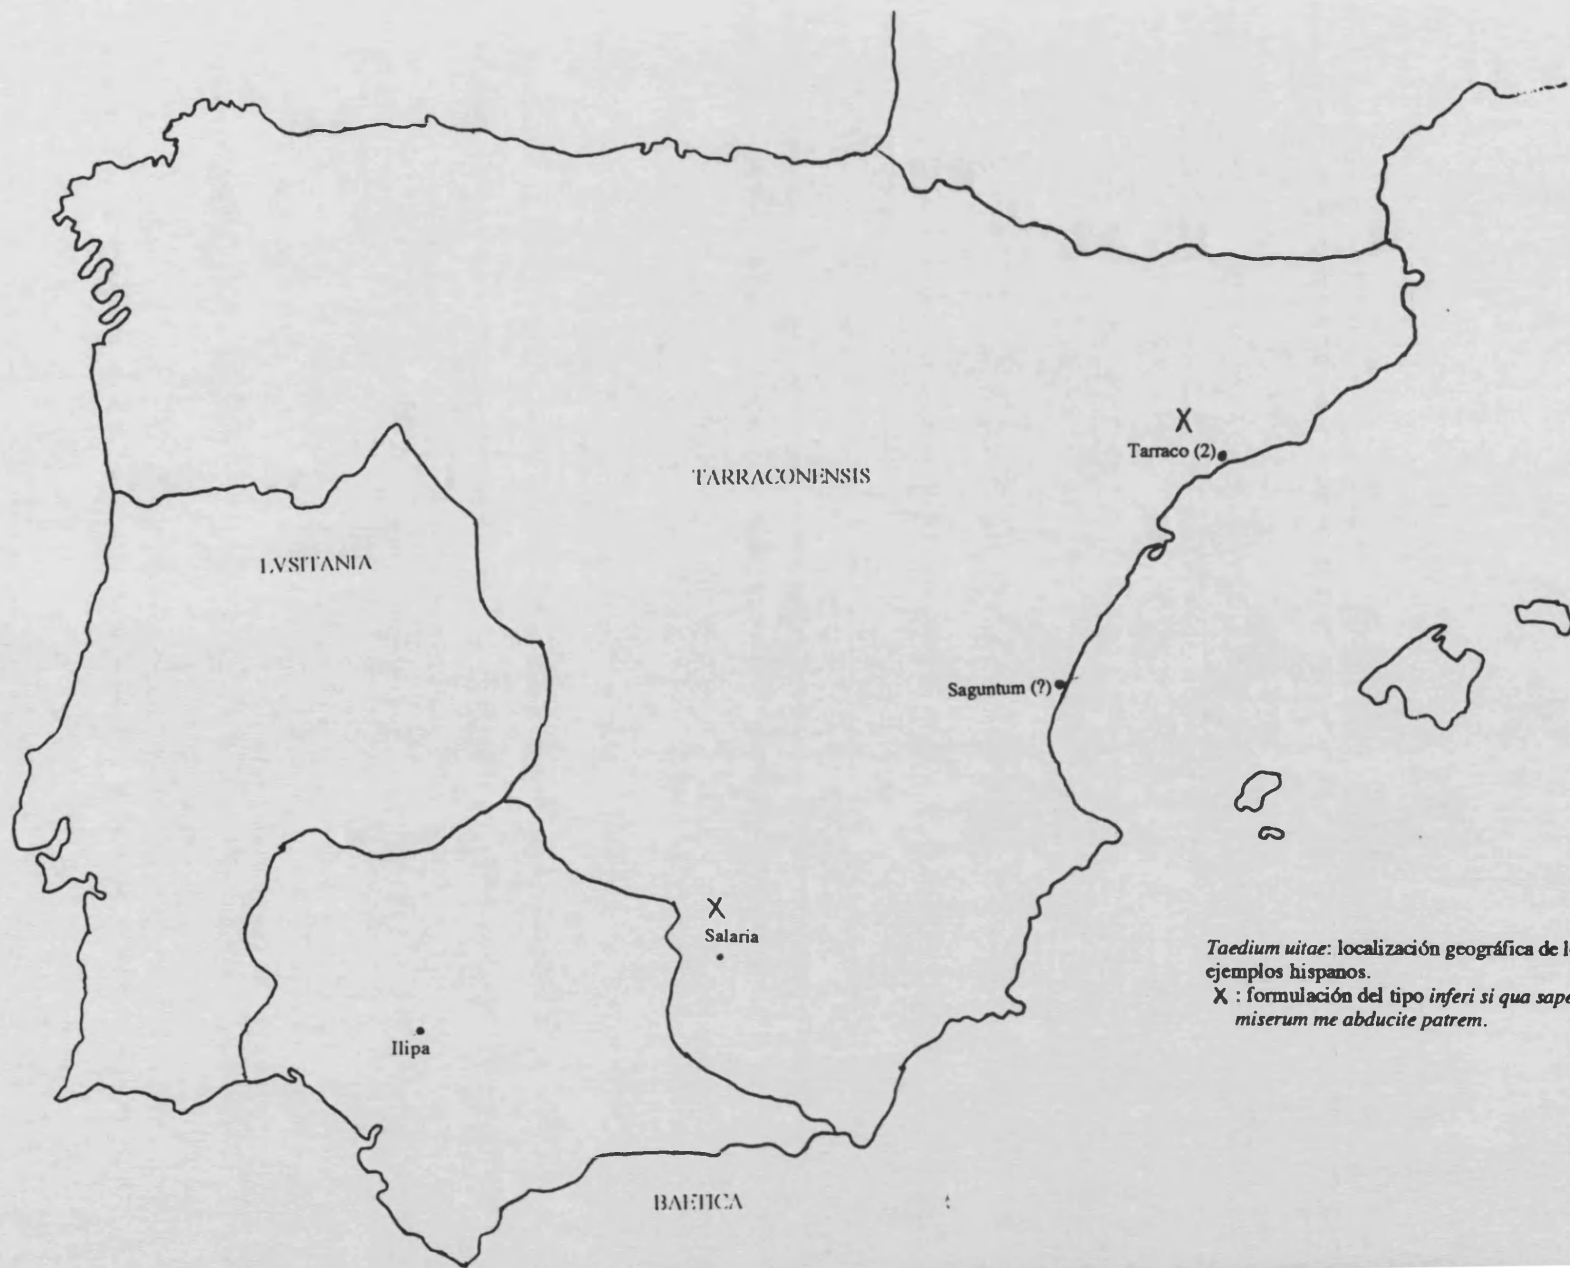 TARRACONENSIS
X
Tarraco (2)
LVSITANIA
Saguntum (?)
X
Salaria
Ilipa
BAETICA
Taedium uitae: localización geográfica de l
ejemplos hispanos.
X : formulación del tipo inferi si qua sape
miserum me abducite patrem.